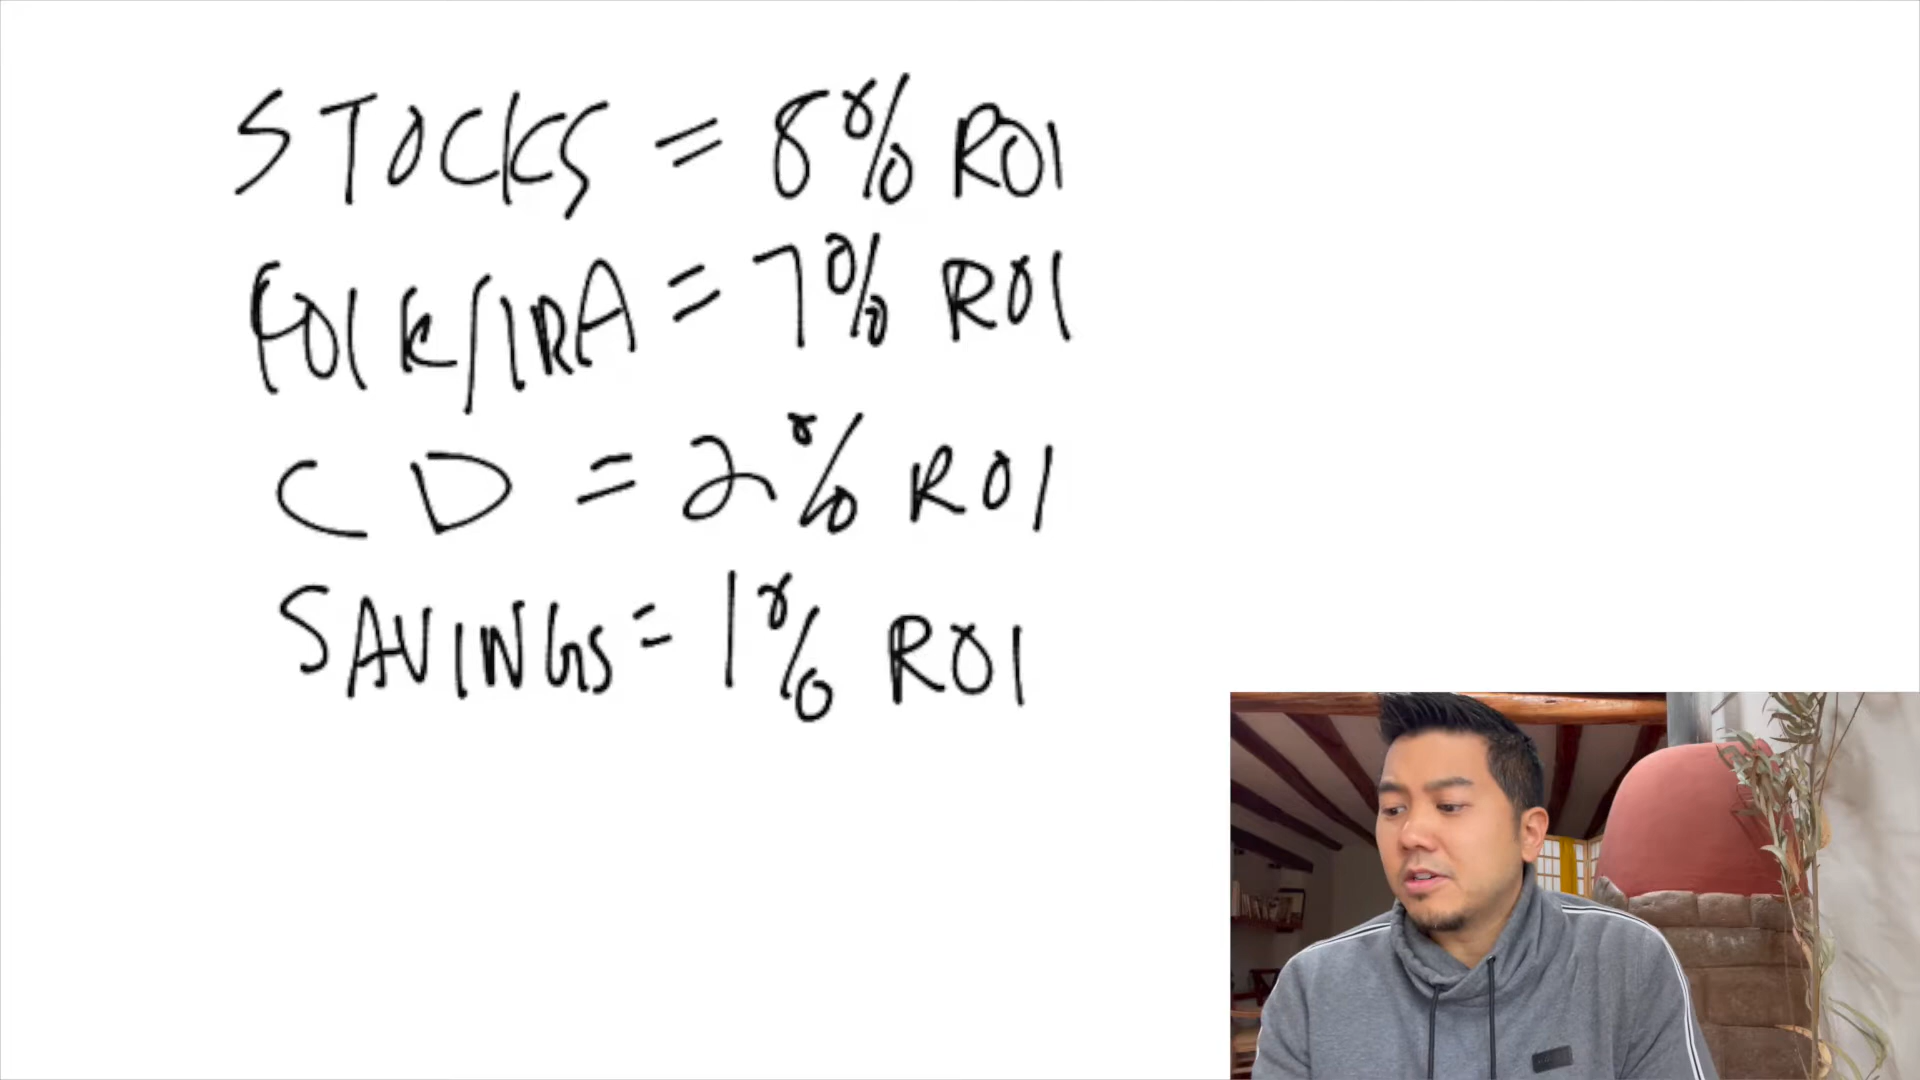 STOCKS = 8% ROI
401K/IRA = 7% ROI
CD = 2% ROI
SAVINGS = 1% ROI